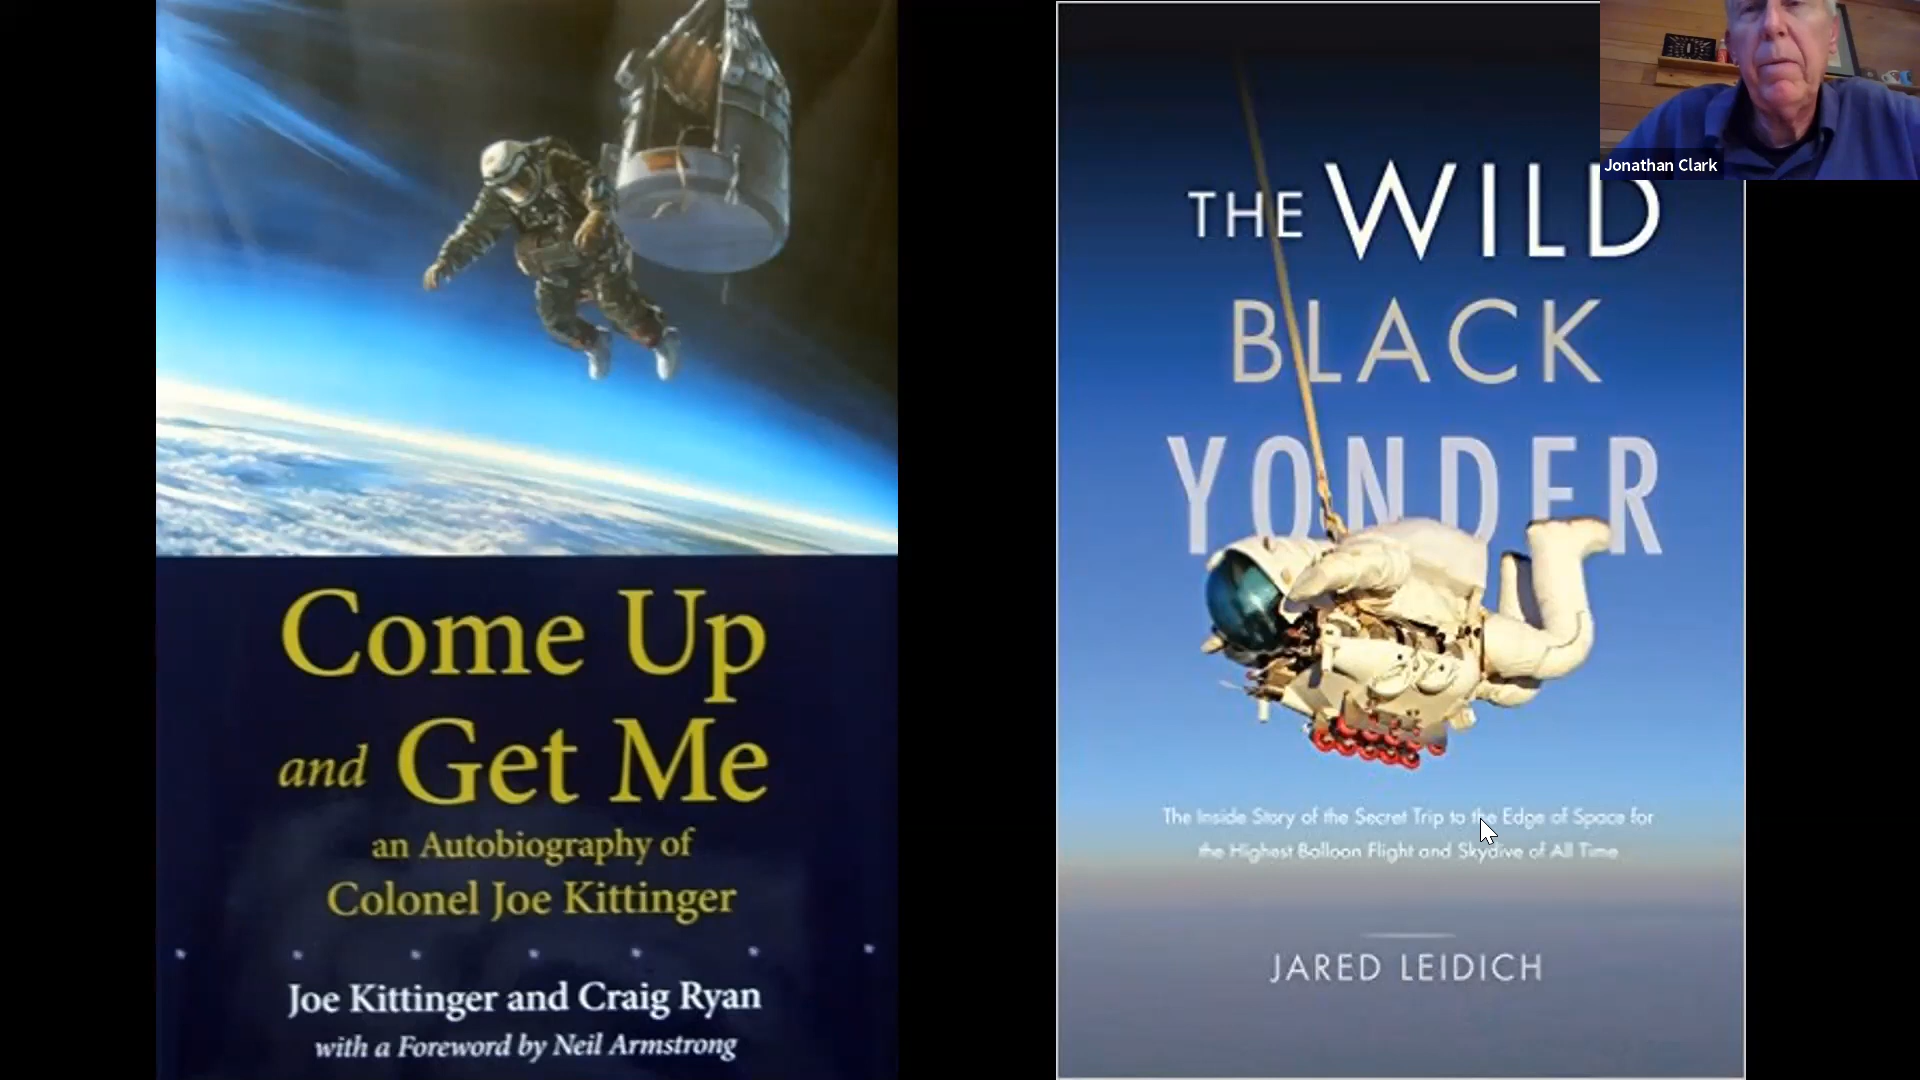 Come Up
and Get Me
an Autobiography of
Colonel Joe Kittinger
Joe Kittinger and Craig Ryan
with a Foreword by Neil Armstrong
THE WILD
BLACK
YONDER
The Inside Story of the Secret Trip to the Edge of Space for
the Highest Balloon Flight and Skydive of All Time
JARED LEIDICH
Jonathan Clark